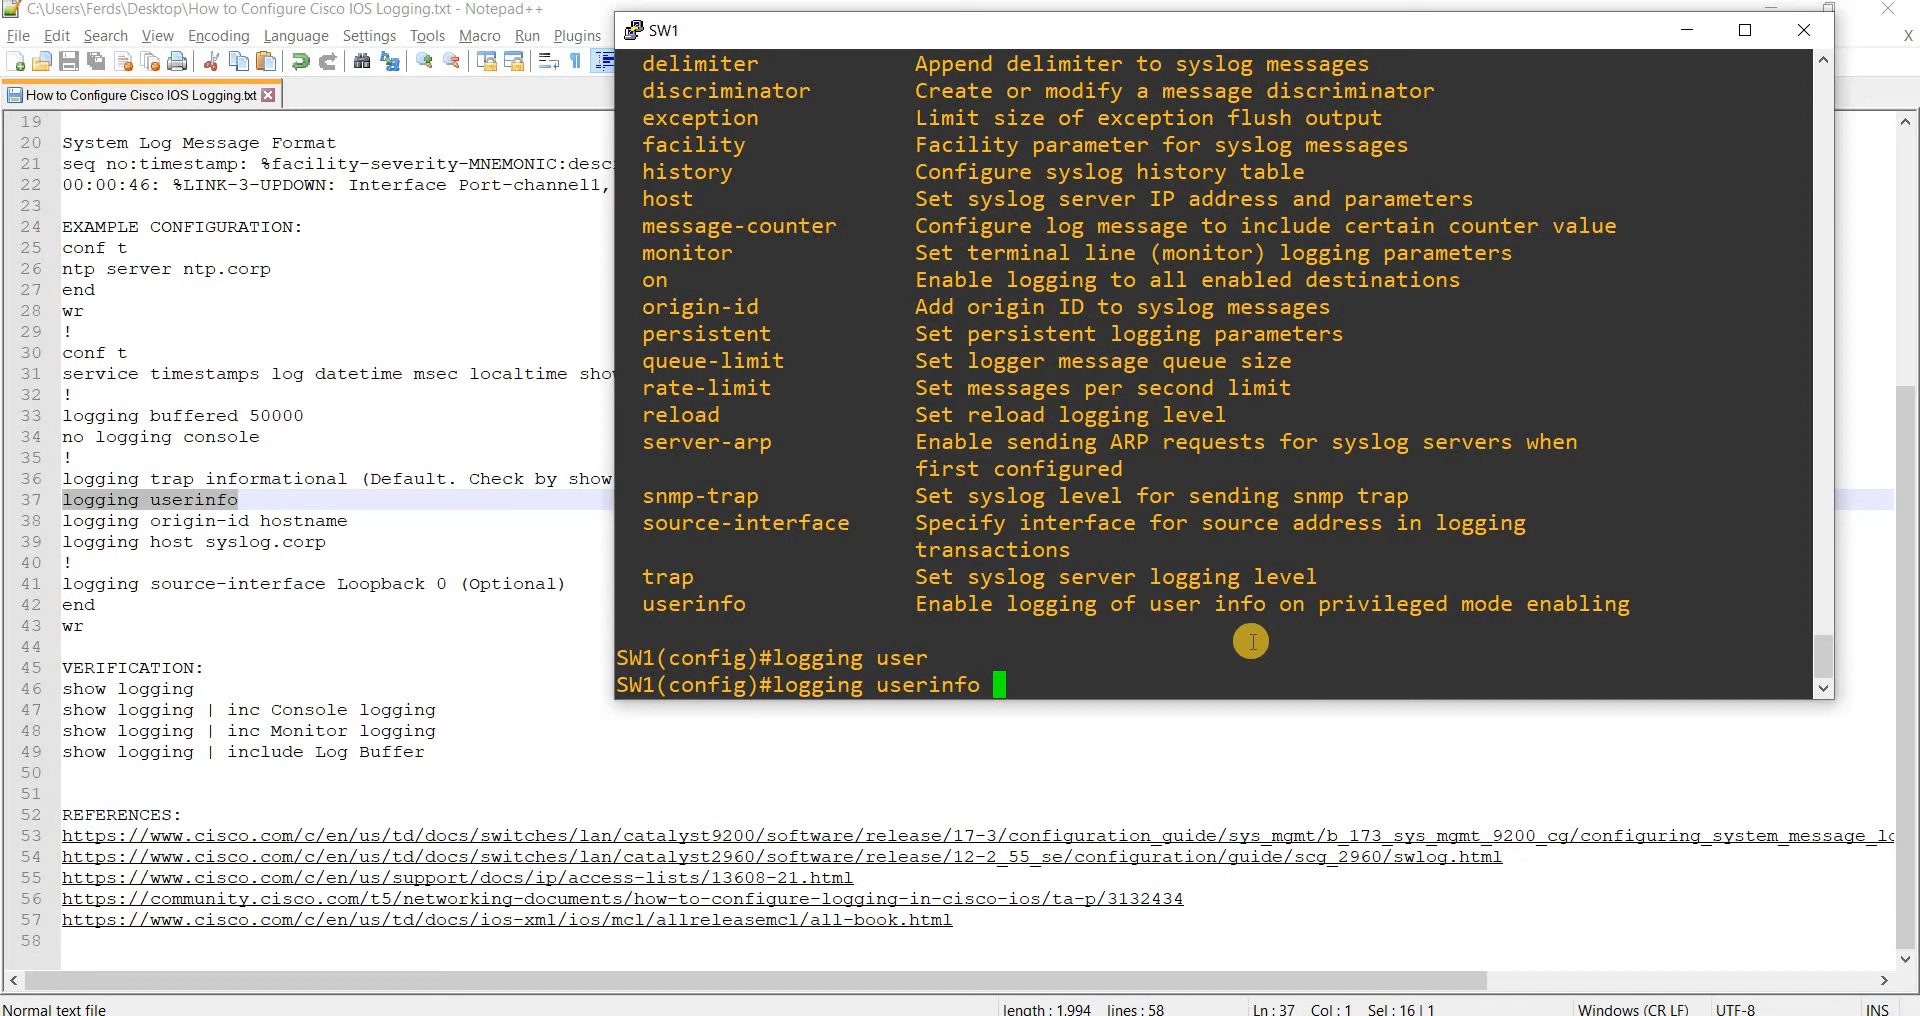 C:\Users\Ferds\Desktop\How to Configure Cisco IOS Logging.txt - Notepad++
File Edit Search View Encoding Language Settings Tools Macro Run Plugins
X
How to Configure Cisco IOS Logging.txt
19
20 System Log Message Format
21 seq no:timestamp: %facility-severity-MNEMONIC:desc
22 00:00:46: %LINK-3-UPDOWN: Interface Port-channel1,
23
24 EXAMPLE CONFIGURATION:
25 conf t
26 ntp server ntp.corp
27 end
28 wr
29 !
30 conf t
31 service timestamps log datetime msec localtime sho
32 !
33 logging buffered 50000
34 no logging console
35 !
36 logging trap informational (Default. Check by show
37 logging userinfo
38 logging origin-id hostname
39 logging host syslog.corp
40 !
41 logging source-interface Loopback 0 (Optional)
42 end
43 wr
44
45 VERIFICATION:
46 show logging
47 show logging | inc Console logging
48 show logging | inc Monitor logging
49 show logging | include Log Buffer
50
51
52 REFERENCES:
53 https://www.cisco.com/c/en/us/td/docs/switches/lan/catalyst9200/software/release/17-3/configuration_guide/sys_mgmt/b_173_sys_mgmt_9200_cg/configuring_system_message_lo
54 https://www.cisco.com/c/en/us/td/docs/switches/lan/catalyst2960/software/release/12-2_55_se/configuration/guide/scg_2960/swlog.html
55 https://www.cisco.com/c/en/us/support/docs/ip/access-lists/13608-21.html
56 https://community.cisco.com/t5/networking-documents/how-to-configure-logging-in-cisco-ios/ta-p/3132434
57 https://www.cisco.com/c/en/us/td/docs/ios-xml/ios/mcl/allreleasemcl/all-book.html
58
SW1
delimiter Append delimiter to syslog messages
discriminator Create or modify a message discriminator
exception Limit size of exception flush output
facility Facility parameter for syslog messages
history Configure syslog history table
host Set syslog server IP address and parameters
message-counter Configure log message to include certain counter value
monitor Set terminal line (monitor) logging parameters
on Enable logging to all enabled destinations
origin-id Add origin ID to syslog messages
persistent Set persistent logging parameters
queue-limit Set logger message queue size
rate-limit Set messages per second limit
reload Set reload logging level
server-arp Enable sending ARP requests for syslog servers when
first configured
snmp-trap Set syslog level for sending snmp trap
source-interface Specify interface for source address in logging
transactions
trap Set syslog server logging level
userinfo Enable logging of user info on privileged mode enabling
SW1(config)#logging user
SW1(config)#logging userinfo
Normal text file length : 1,994 lines : 58 Ln : 37 Col : 1 Sel : 16 | 1 Windows (CR LF) UTF-8 INS